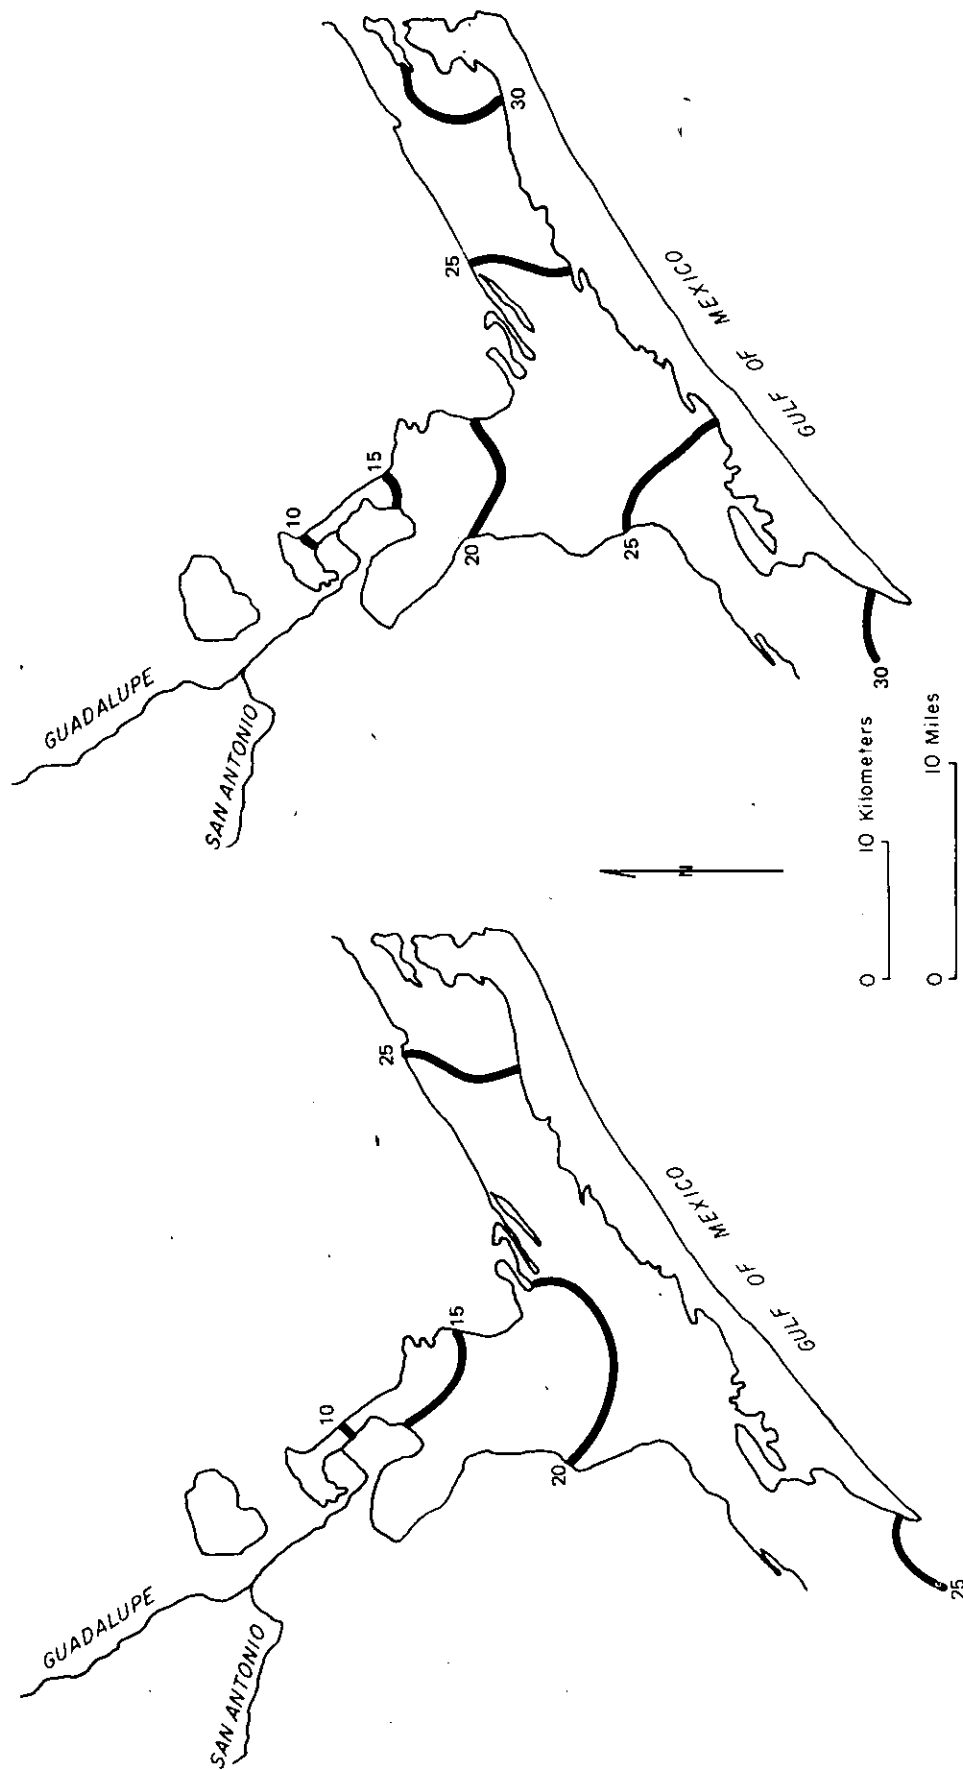 GUADALUPE
SAN ANTONIO
10
15
20
25
25
GULF OF MEXICO
N
0 10 Kilometers
0 10 Miles
GUADALUPE
SAN ANTONIO
10
15
20
25
25
30
30
GULF OF MEXICO